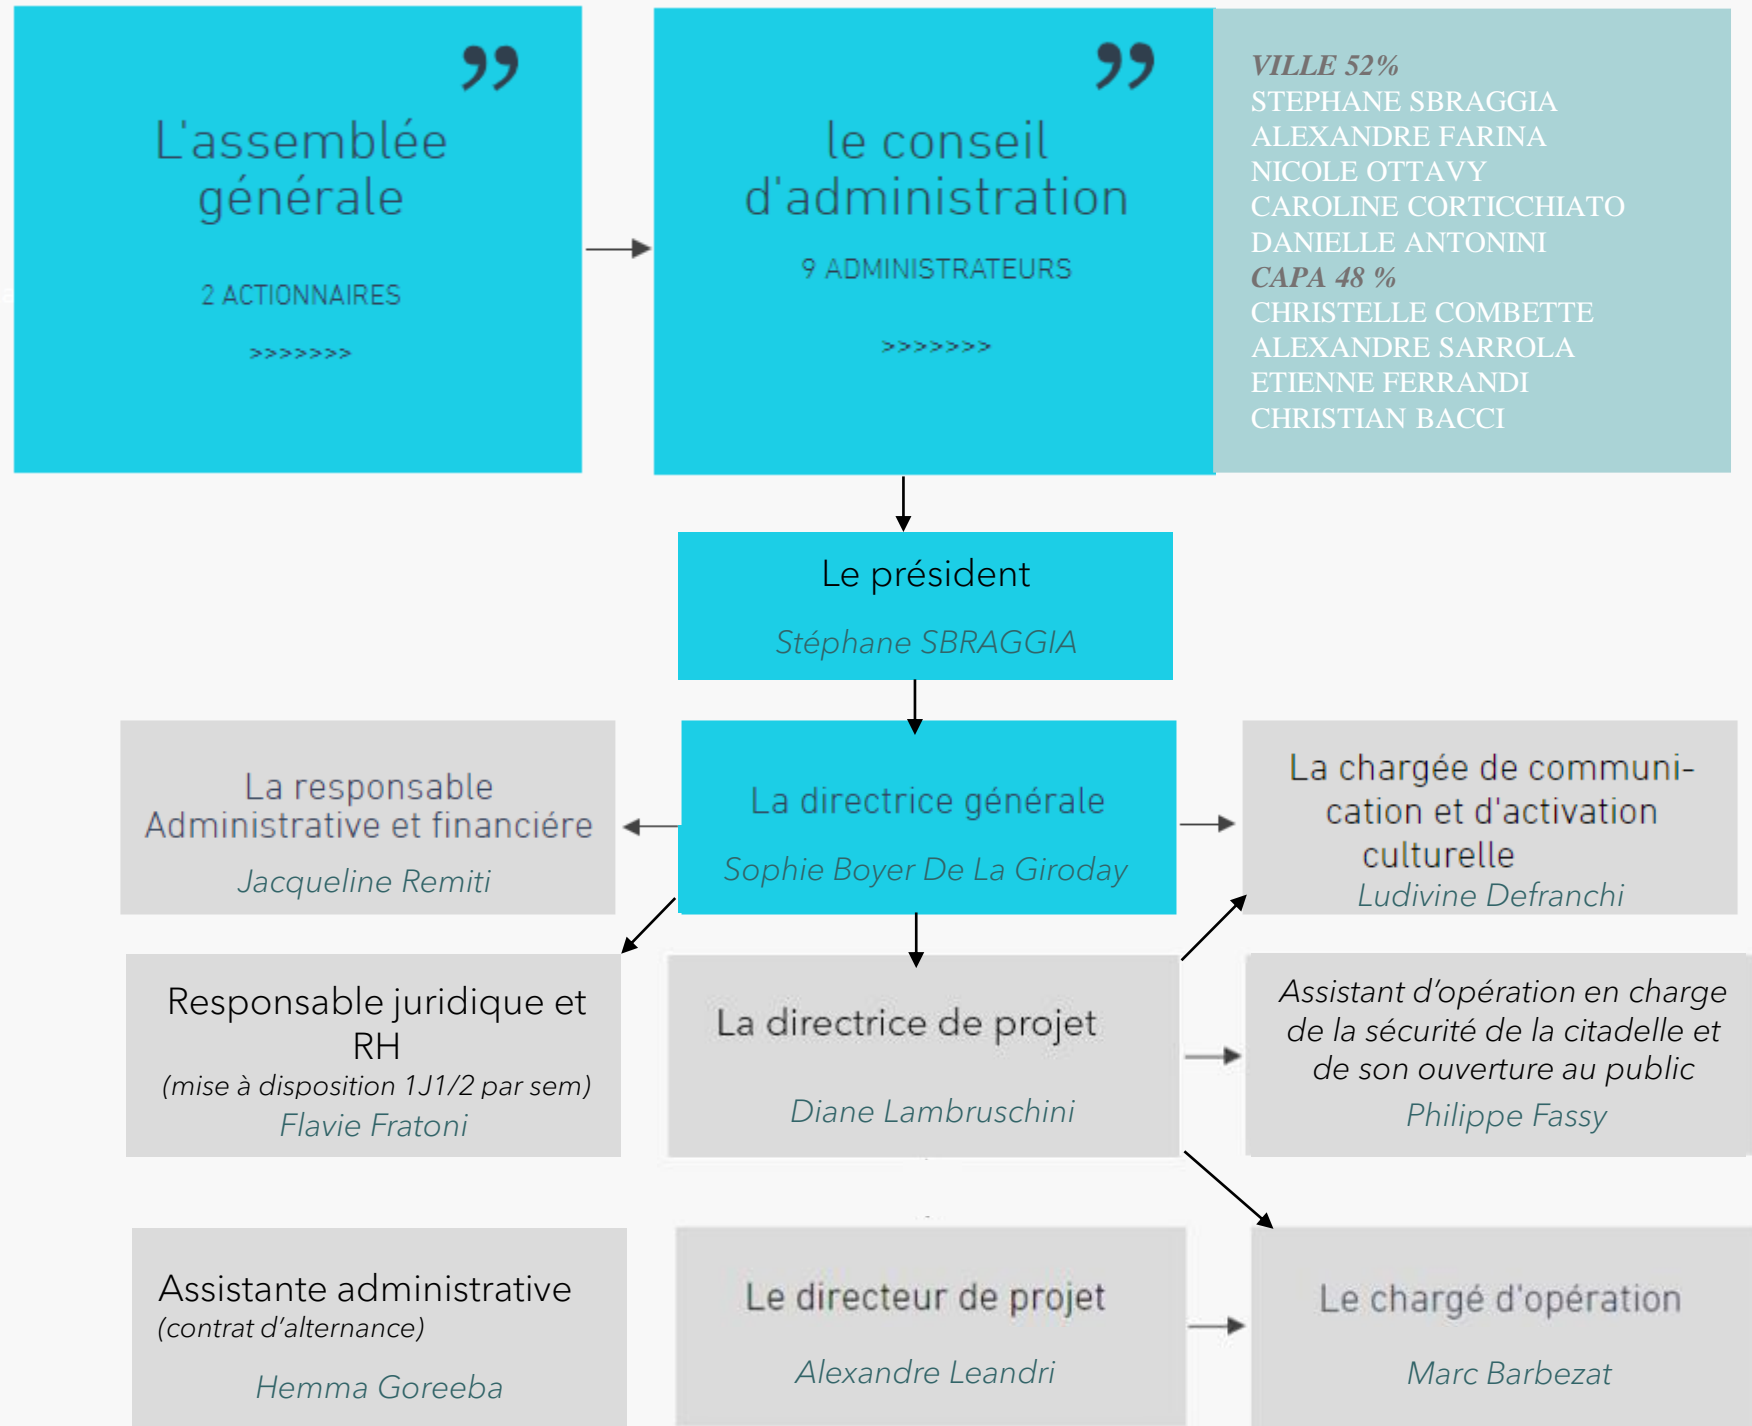 ”
L'assemblée
générale
2 ACTIONNAIRES
>>>>>>>
”
le conseil
d'administration
9 ADMINISTRATEURS
>>>>>>>
VILLE 52%
STEPHANE SBRAGGIA
ALEXANDRE FARINA
NICOLE OTTAVY
CAROLINE CORTICCHIATO
DANIELLE ANTONINI
CAPA 48 %
CHRISTELLE COMBETTE
ALEXANDRE SARROLA
ETIENNE FERRANDI
CHRISTIAN BACCI
Le président
Stéphane SBRAGGIA
La responsable
Administrative et financiére
Jacqueline Remiti
La directrice générale
Sophie Boyer De La Giroday
La chargée de communi-
cation et d'activation
culturelle
Ludivine Defranchi
Responsable juridique et
RH
(mise à disposition 1J1/2 par sem)
Flavie Fratoni
La directrice de projet
Diane Lambruschini
Assistant d’opération en charge
de la sécurité de la citadelle et
de son ouverture au public
Philippe Fassy
Assistante administrative
(contrat d’alternance)
Hemma Goreeba
Le directeur de projet
Alexandre Leandri
Le chargé d'opération
Marc Barbezat